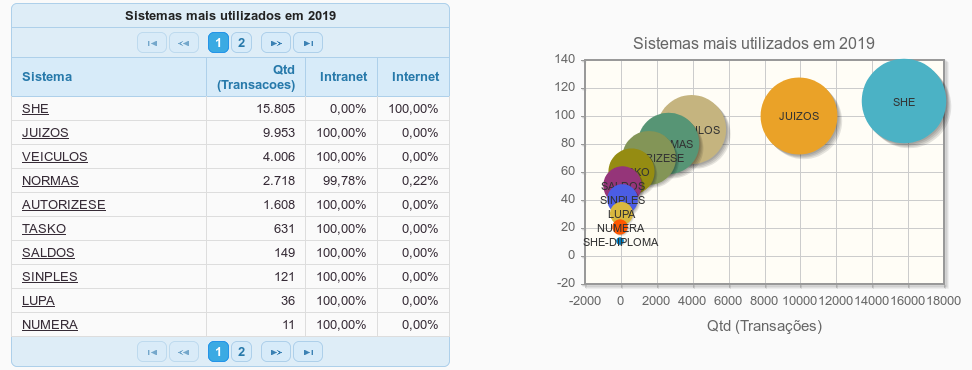 Sistemas mais utilizados em 2019
1 2
Sistema Qtd (Transacoes) Intranet Internet
SHE 15.805 0,00% 100,00%
JUIZOS 9.953 100,00% 0,00%
VEICULOS 4.006 100,00% 0,00%
NORMAS 2.718 99,78% 0,22%
AUTORIZESE 1.608 100,00% 0,00%
TASKO 631 100,00% 0,00%
SALDOS 149 100,00% 0,00%
SINPLES 121 100,00% 0,00%
LUPA 36 100,00% 0,00%
NUMERA 11 100,00% 0,00%
1 2
Sistemas mais utilizados em 2019
140
120
100
80
60
40
20
0
-20
SHE
JUIZOS
ULOS
MAS
RIZESE
KO
SALDOS
SINPLES
LUPA
NUMERA
SHE-DIPLOMA
-2000 0 2000 4000 6000 8000 10000 12000 14000 16000 18000
Qtd (Transações)